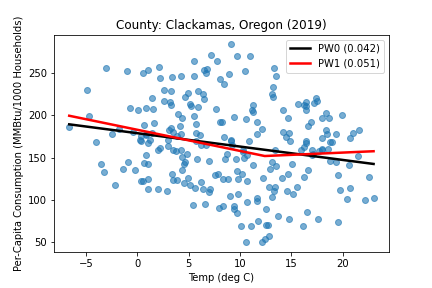 County: Clackamas, Oregon (2019)
PW0 (0.042)
PW1 (0.051)
Per-Capita Consumption (MMBtu/1000 Households)
250
200
150
100
50
−5 0 5 10 15 20
Temp (deg C)